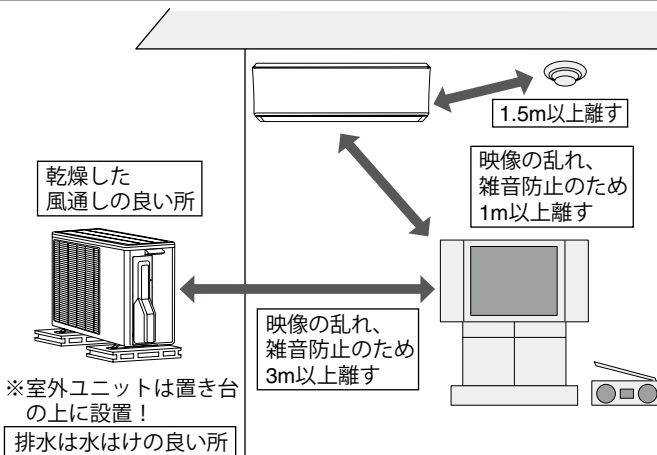 1.5m以上離す
乾燥した
風通しの良い所
映像の乱れ、
雑音防止のため
1m以上離す
映像の乱れ、
雑音防止のため
3m以上離す
※室外ユニットは置き台
の上に設置！
排水は水はけの良い所